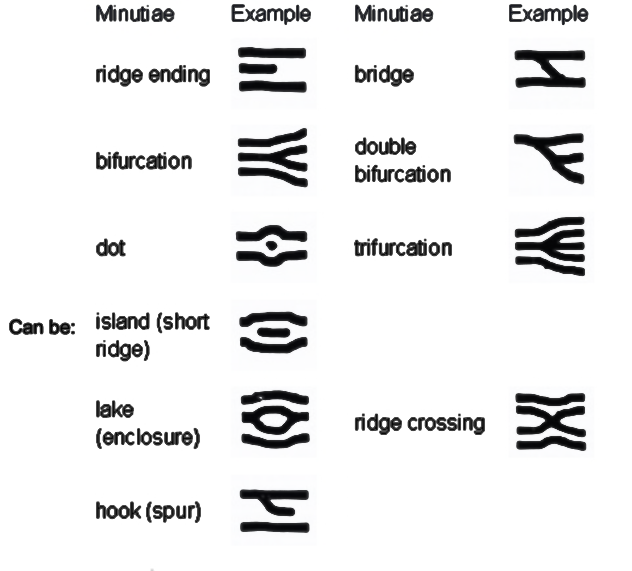 Minutiae Example Minutiae Example
ridge ending bridge
bifurcation double
bifurcation
dot trifurcation
Can be: island (short
ridge)
lake
(enclosure) ridge crossing
hook (spur)